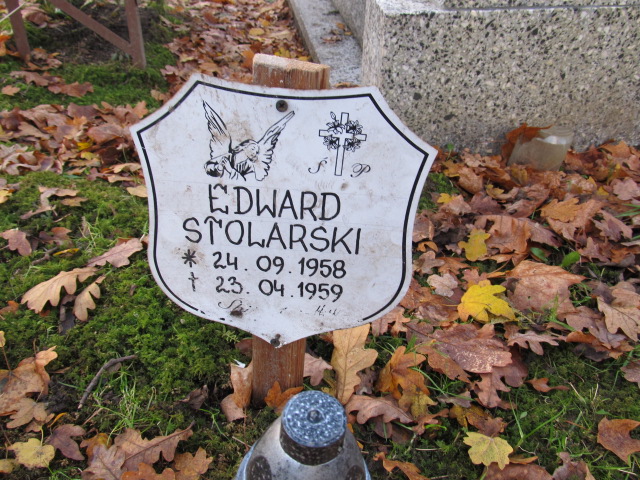 Ś P
EDWARD
STOLARSKI
* 24.09.1958
† 23.04.1959